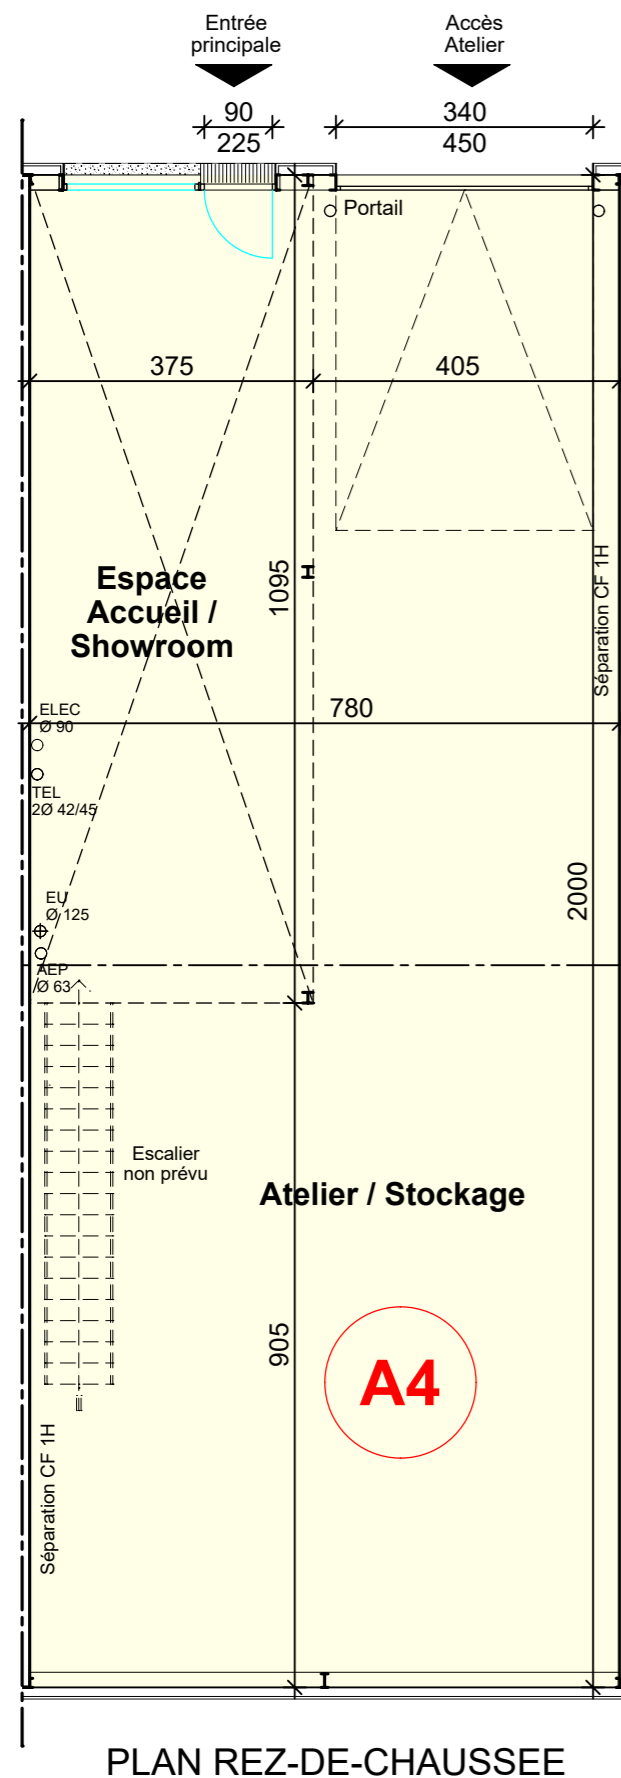 Entrée
principale
Accès
Atelier
90
225
340
450
Portail
375
405
Espace
Accueil /
Showroom
1095
Séparation CF 1H
ELEC
Ø 90
780
TEL
2Ø 42/45
2000
EU
Ø 125
AEP
Ø 63
Escalier
non prévu
Atelier / Stockage
905
A4
Séparation CF 1H
PLAN REZ-DE-CHAUSSEE